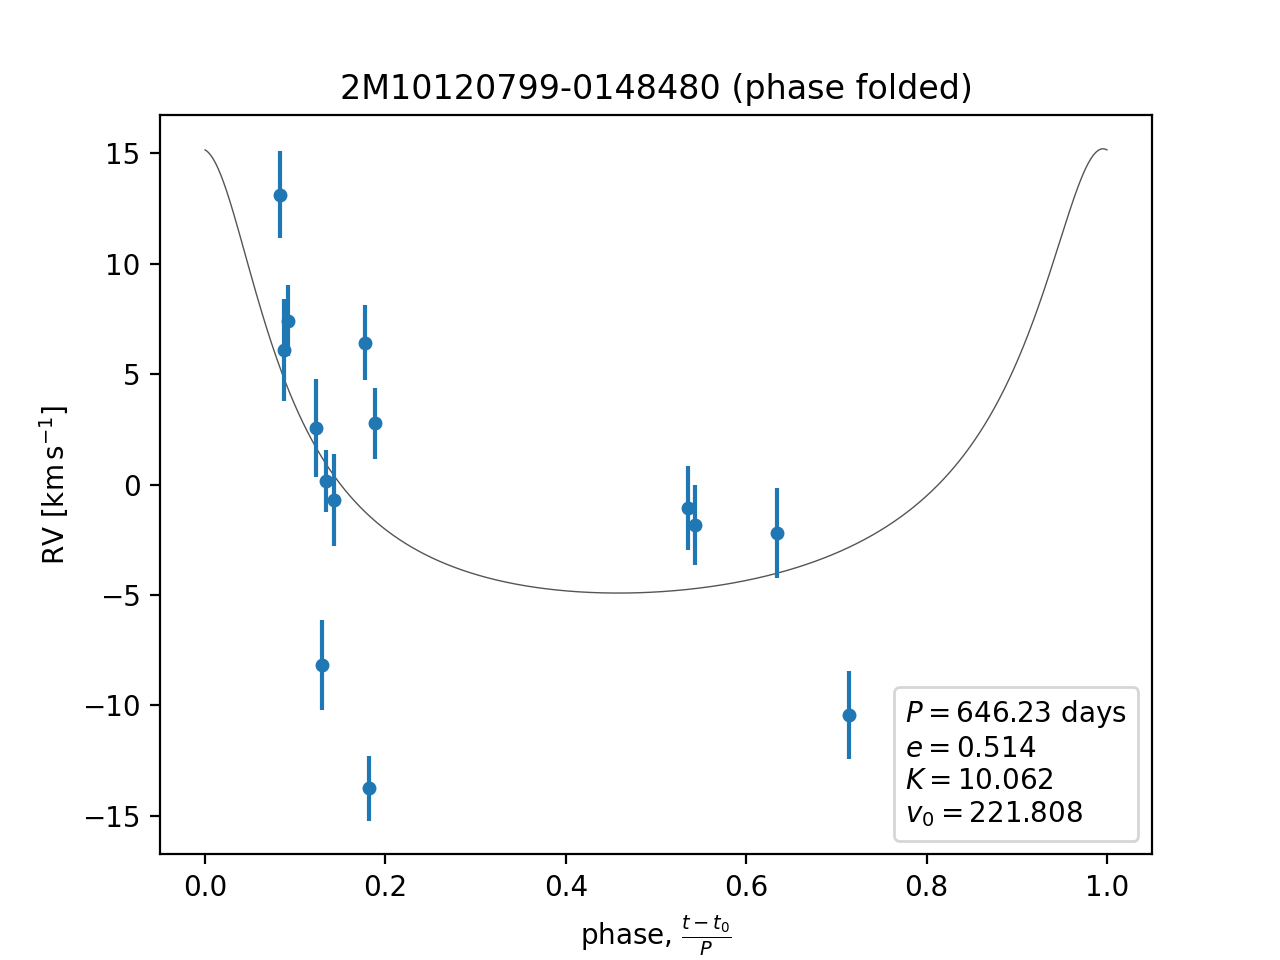 2M10120799-0148480 (phase folded)
15
10
5
0
−5
−10
−15
RV [km s⁻¹]
P = 646.23 days
e = 0.514
K = 10.062
v₀ = 221.808
0.0 0.2 0.4 0.6 0.8 1.0
phase, (t − t₀)/P